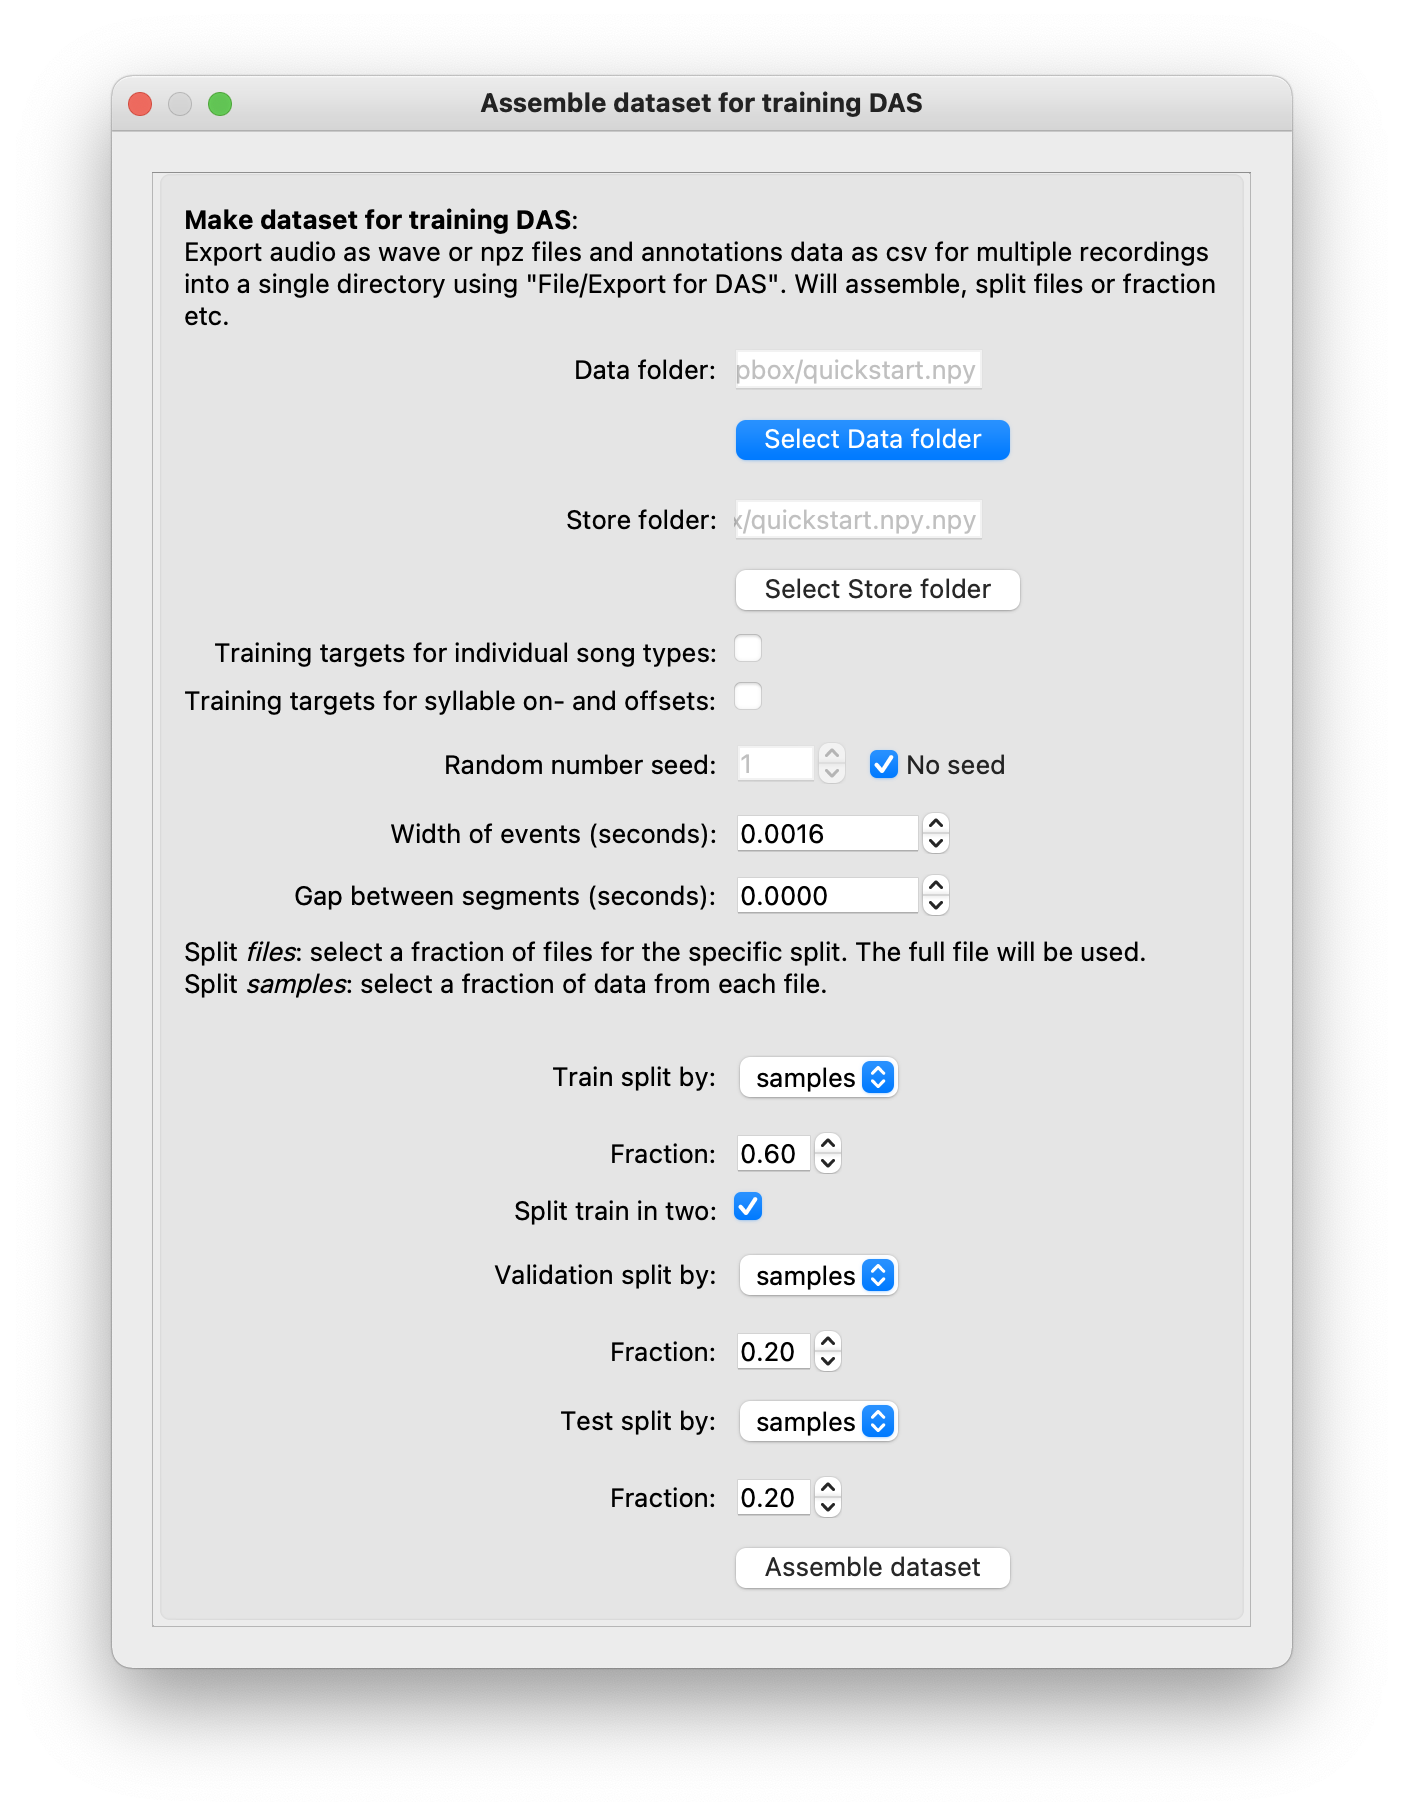 Assemble dataset for training DAS
Make dataset for training DAS:
Export audio as wave or npz files and annotations data as csv for multiple recordings
into a single directory using "File/Export for DAS". Will assemble, split files or fraction
etc.
Data folder: pbox/quickstart.npy
Select Data folder
Store folder: x/quickstart.npy.npy
Select Store folder
Training targets for individual song types:
Training targets for syllable on- and offsets:
Random number seed: 1 No seed
Width of events (seconds): 0.0016
Gap between segments (seconds): 0.0000
Split files: select a fraction of files for the specific split. The full file will be used.
Split samples: select a fraction of data from each file.
Train split by: samples
Fraction: 0.60
Split train in two:
Validation split by: samples
Fraction: 0.20
Test split by: samples
Fraction: 0.20
Assemble dataset